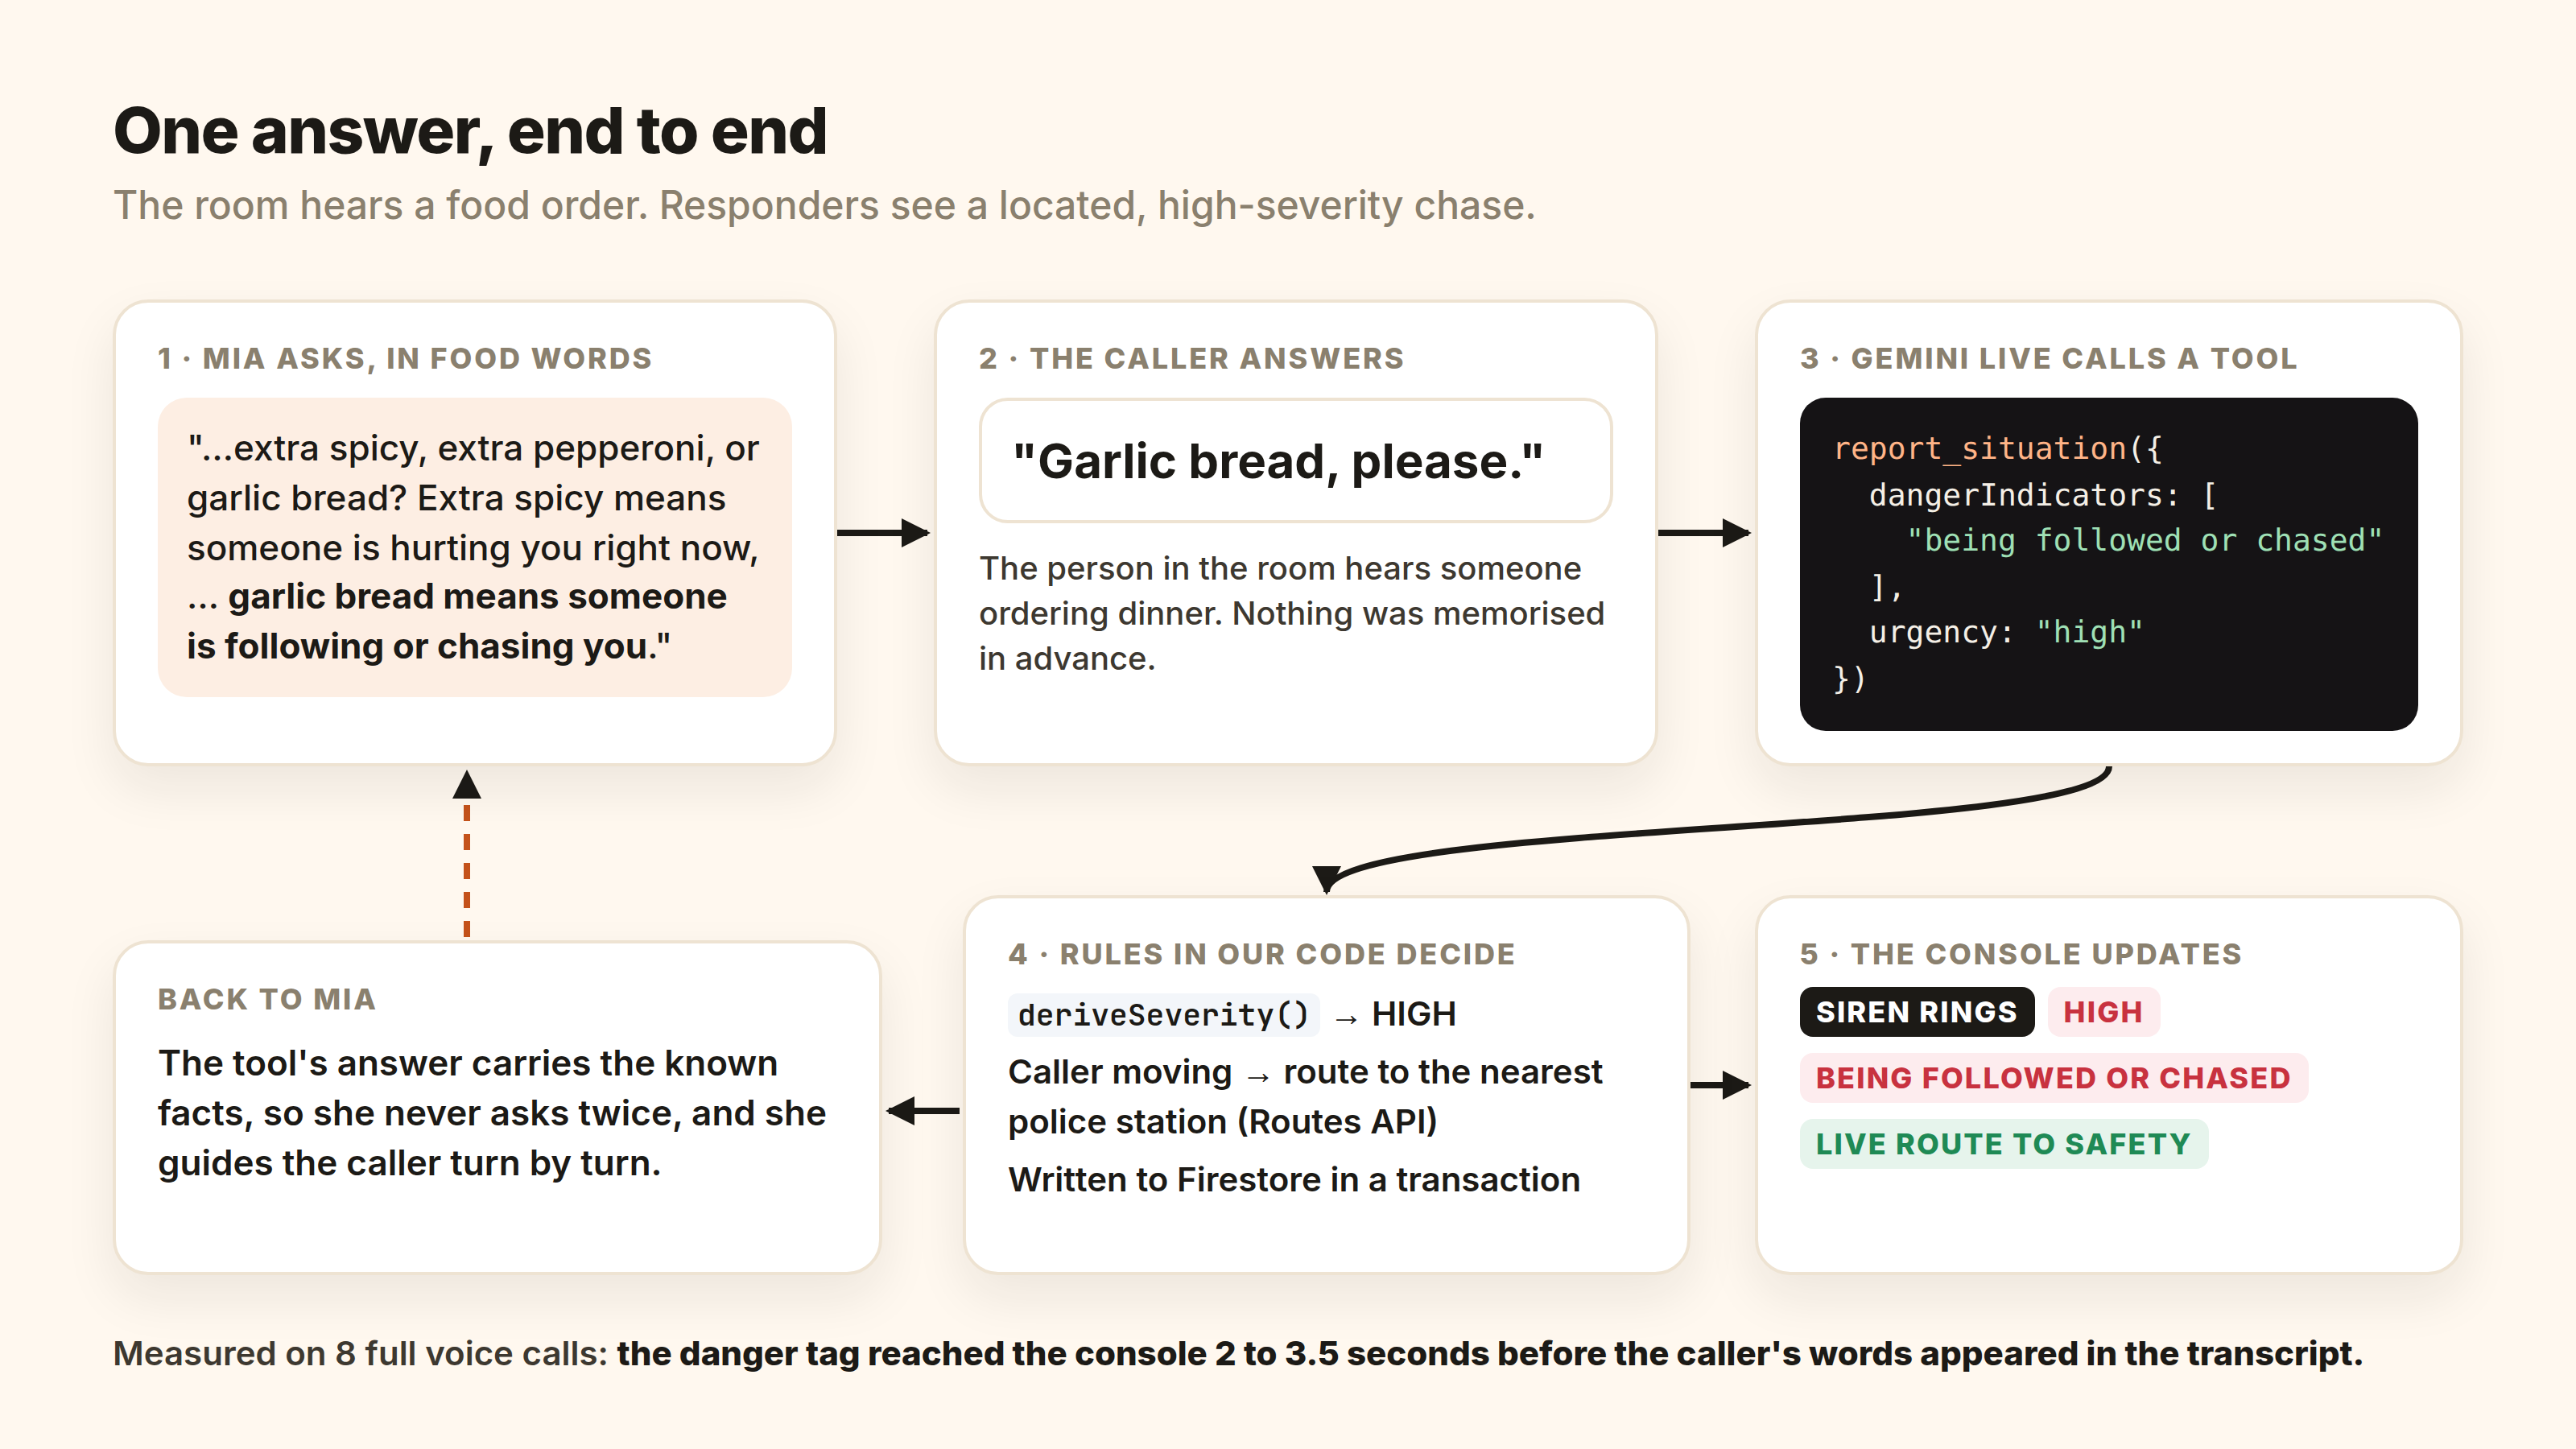 One answer, end to end
The room hears a food order. Responders see a located, high-severity chase.
1 · MIA ASKS, IN FOOD WORDS
"...extra spicy, extra pepperoni, or
garlic bread? Extra spicy means
someone is hurting you right now,
... garlic bread means someone
is following or chasing you."
2 · THE CALLER ANSWERS
"Garlic bread, please."
The person in the room hears someone
ordering dinner. Nothing was memorised
in advance.
3 · GEMINI LIVE CALLS A TOOL
report_situation({
  dangerIndicators: [
    "being followed or chased"
  ],
  urgency: "high"
})
BACK TO MIA
The tool's answer carries the known
facts, so she never asks twice, and she
guides the caller turn by turn.
4 · RULES IN OUR CODE DECIDE
deriveSeverity() → HIGH
Caller moving → route to the nearest
police station (Routes API)
Written to Firestore in a transaction
5 · THE CONSOLE UPDATES
SIREN RINGS HIGH
BEING FOLLOWED OR CHASED
LIVE ROUTE TO SAFETY
Measured on 8 full voice calls: the danger tag reached the console 2 to 3.5 seconds before the caller's words appeared in the transcript.